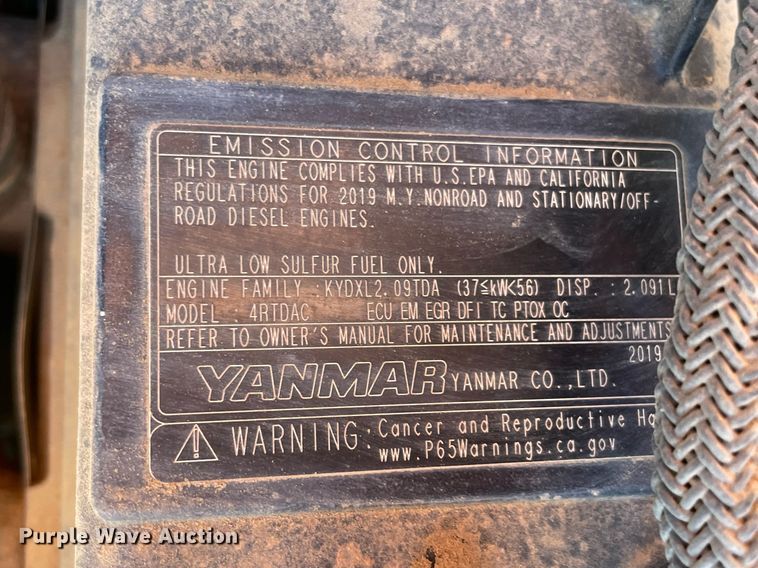 EMISSION CONTROL INFORMATION
THIS ENGINE COMPLIES WITH U.S.EPA AND CALIFORNIA
REGULATIONS FOR 2019 M.Y.NONROAD AND STATIONARY/OFF-
ROAD DIESEL ENGINES.
ULTRA LOW SULFUR FUEL ONLY.
ENGINE FAMILY :KYDXL2.09TDA (37≦kW<56) DISP. : 2.091L
MODEL : 4RTDAC ECU EM EGR DFI TC PTOX OC
REFER TO OWNER'S MANUAL FOR MAINTENANCE AND ADJUSTMENTS
2019
YANMAR YANMAR CO.,LTD.
WARNING: Cancer and Reproductive Ha
www.P65Warnings.ca.gov
Purple Wave Auction